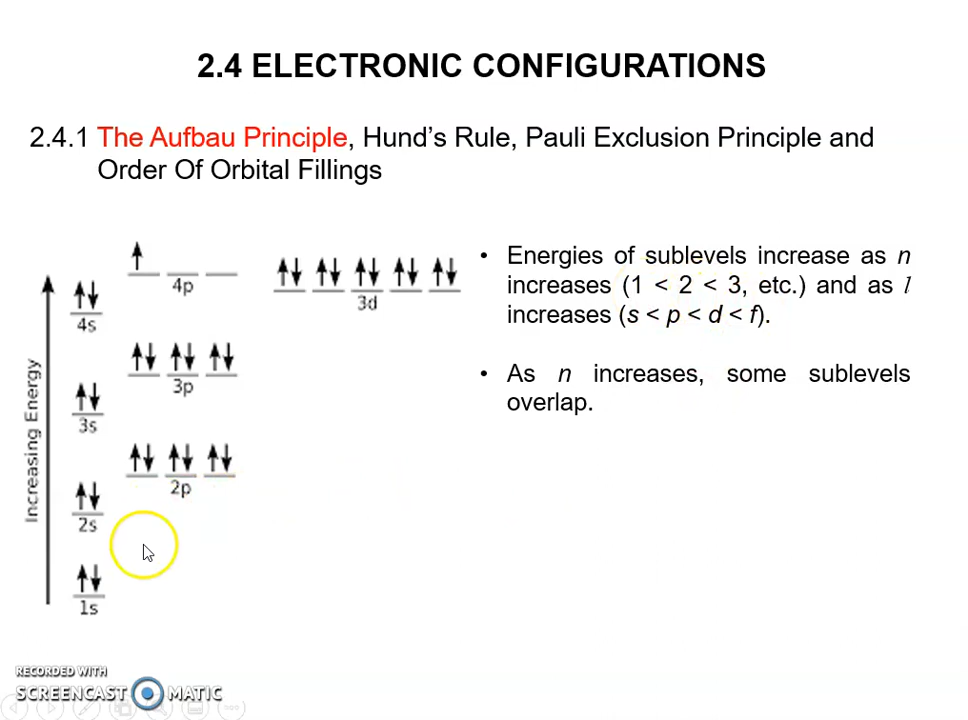 2.4 ELECTRONIC CONFIGURATIONS
2.4.1 The Aufbau Principle, Hund’s Rule, Pauli Exclusion Principle and
Order Of Orbital Fillings
Increasing Energy
4p
3d
4s
3p
3s
2p
2s
1s
• Energies of sublevels increase as n
increases (1 < 2 < 3, etc.) and as l
increases (s < p < d < f).
• As n increases, some sublevels
overlap.
RECORDED WITH
SCREENCAST MATIC